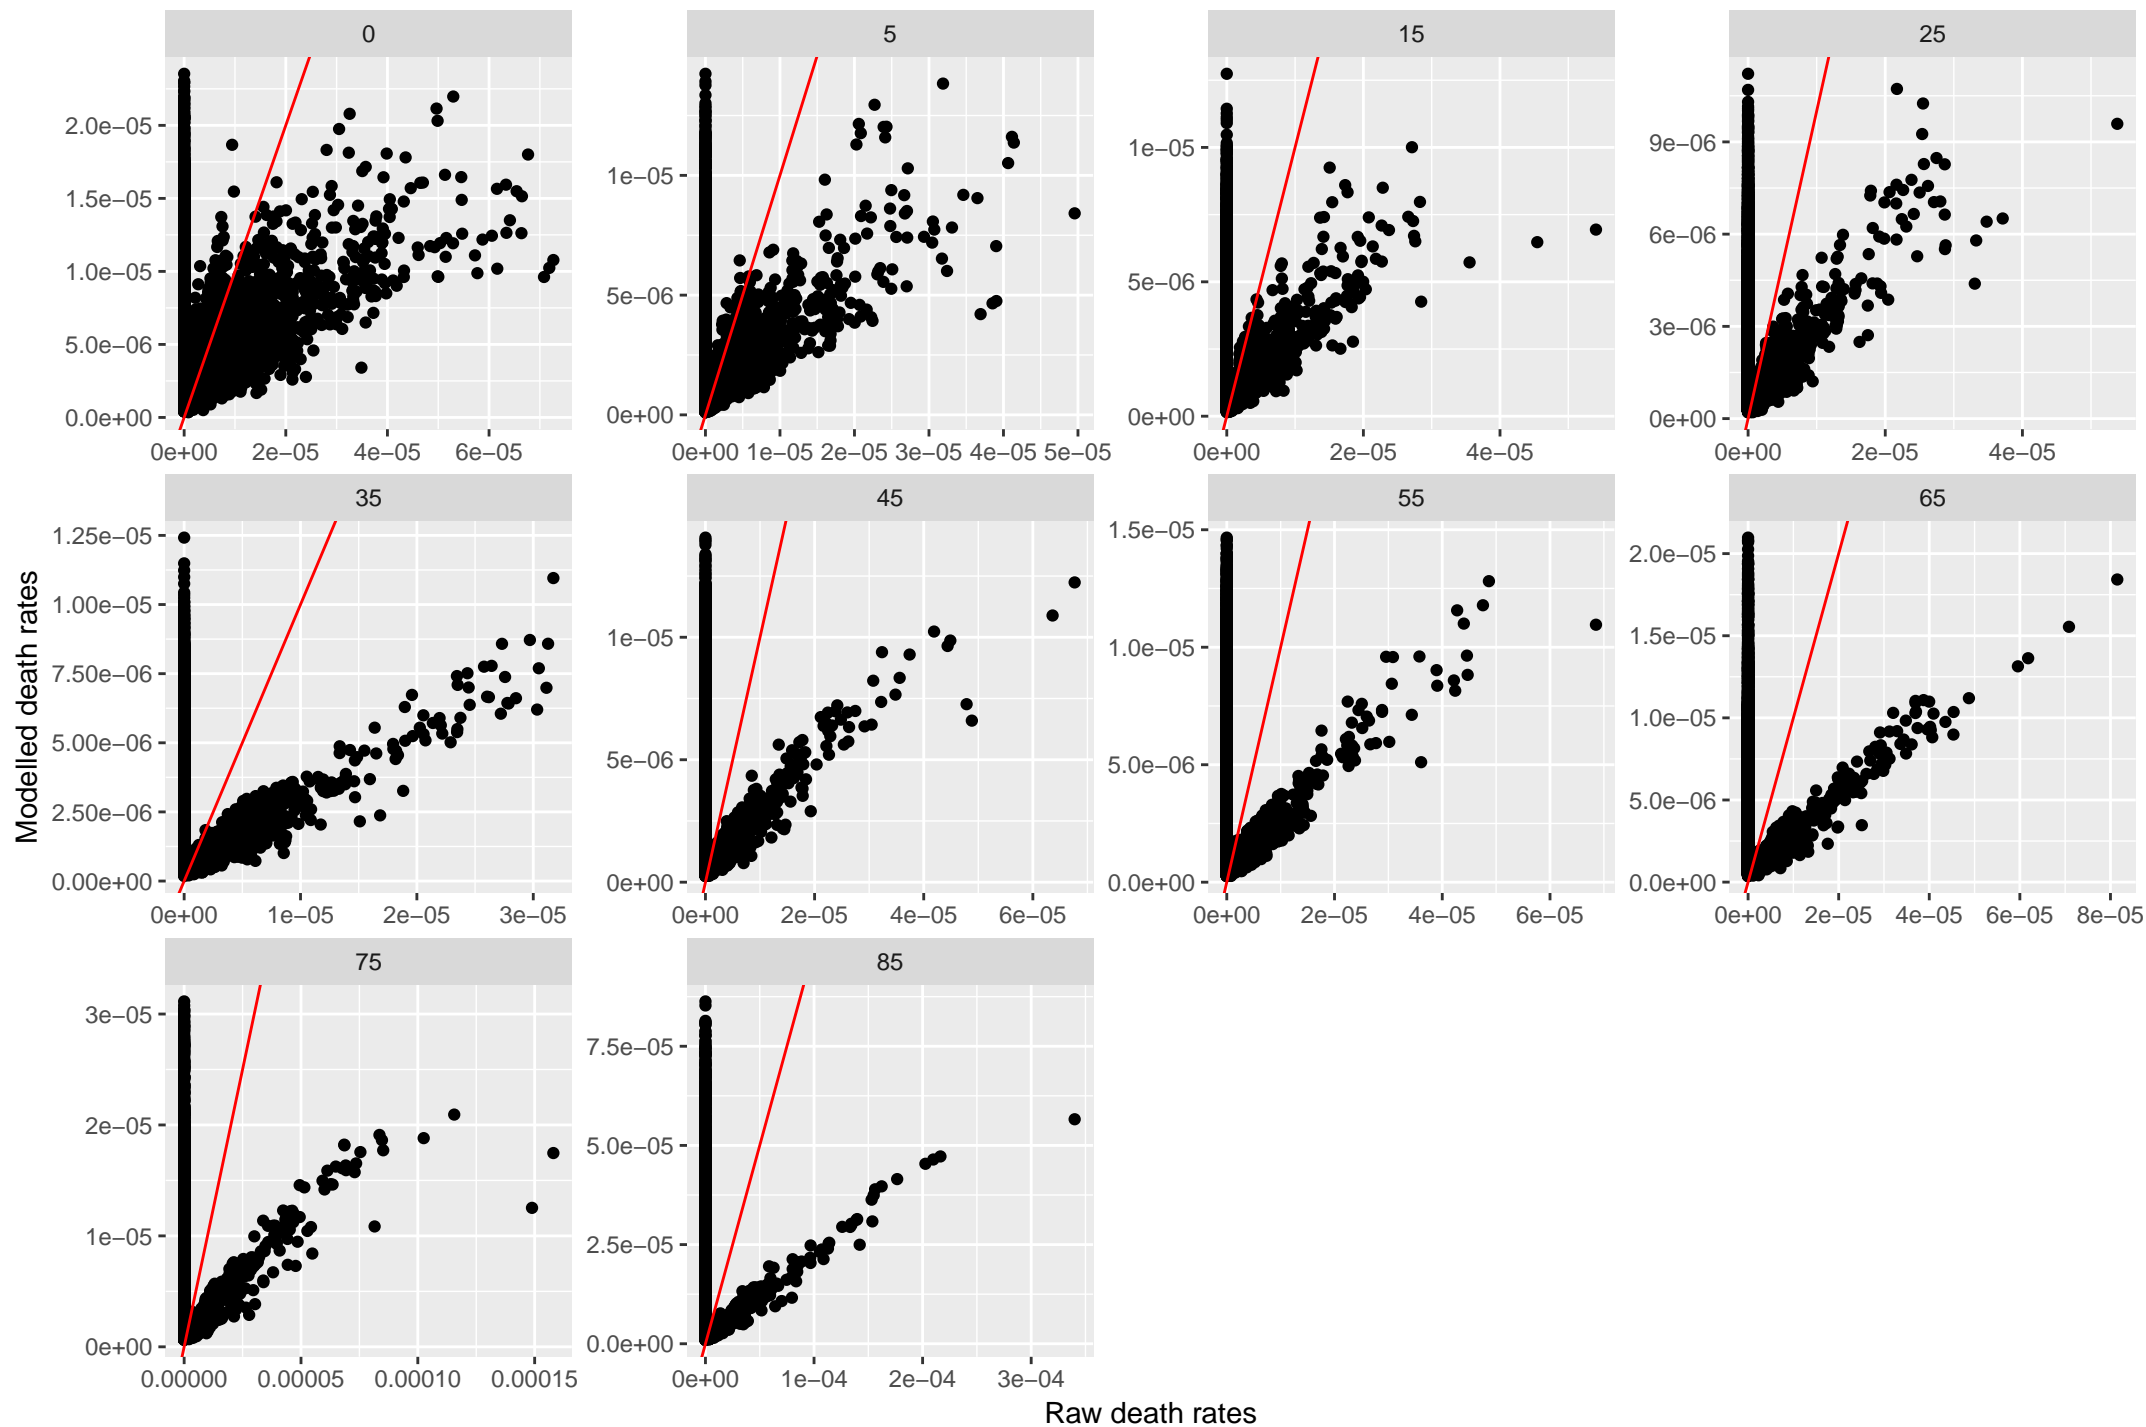 0 5 15 25
2.0e−05
1.5e−05
1.0e−05
5.0e−06
0.0e+00
1e−05
5e−06
0e+00
1e−05
5e−06
0e+00
9e−06
6e−06
3e−06
0e+00
0e+00 2e−05 4e−05 6e−05
0e+00 1e−05 2e−05 3e−05 4e−05 5e−05
0e+00 2e−05 4e−05
0e+00 2e−05 4e−05
35 45 55 65
Modelled death rates
1.25e−05
1.00e−05
7.50e−06
5.00e−06
2.50e−06
0.00e+00
1e−05
5e−06
0e+00
1.5e−05
1.0e−05
5.0e−06
0.0e+00
2.0e−05
1.5e−05
1.0e−05
5.0e−06
0.0e+00
0e+00 1e−05 2e−05 3e−05
0e+00 2e−05 4e−05 6e−05
0e+00 2e−05 4e−05 6e−05
0e+00 2e−05 4e−05 6e−05 8e−05
75 85
3e−05
2e−05
1e−05
0e+00
7.5e−05
5.0e−05
2.5e−05
0.0e+00
0.00000 0.00005 0.00010 0.00015
0e+00 1e−04 2e−04 3e−04
Raw death rates